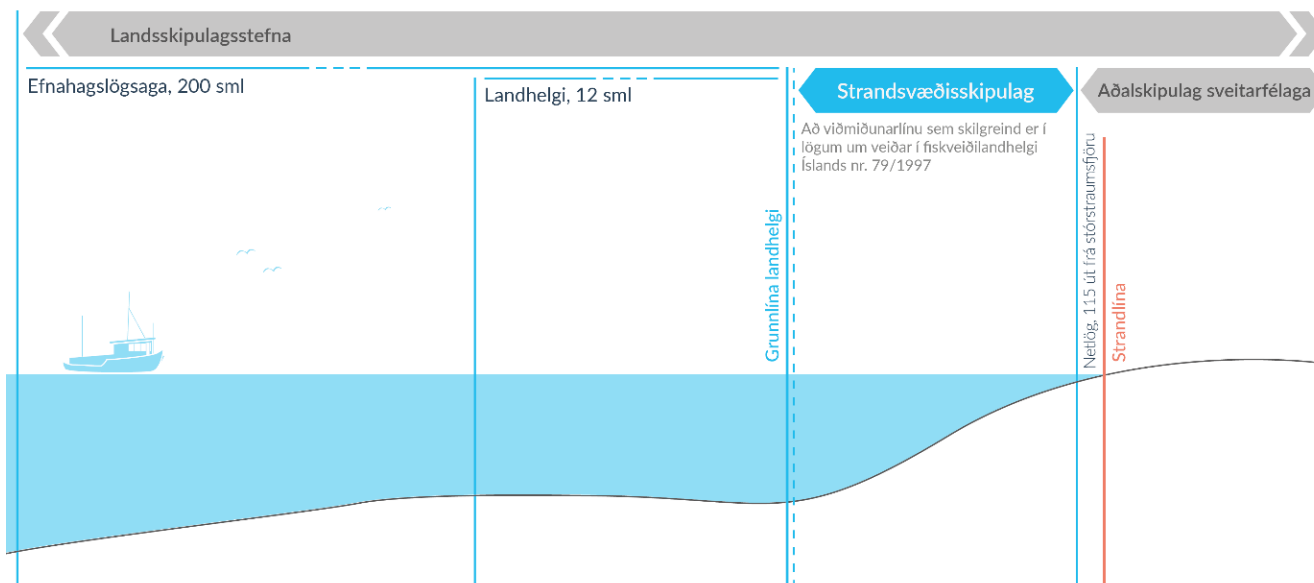 Landsskipulagsstefna
Efnahagslögsaga, 200 sml
Landhelgi, 12 sml
Strandsvæðisskipulag
Aðalskipulag sveitarfélaga
Að viðmiðunarlínu sem skilgreind er í
lögum um veiðar í fiskveiðilandhelgi
Íslands nr. 79/1997
Grunnlína landhelgi
Netlög, 115 út frá stórstraumsfjöru
Strandlína